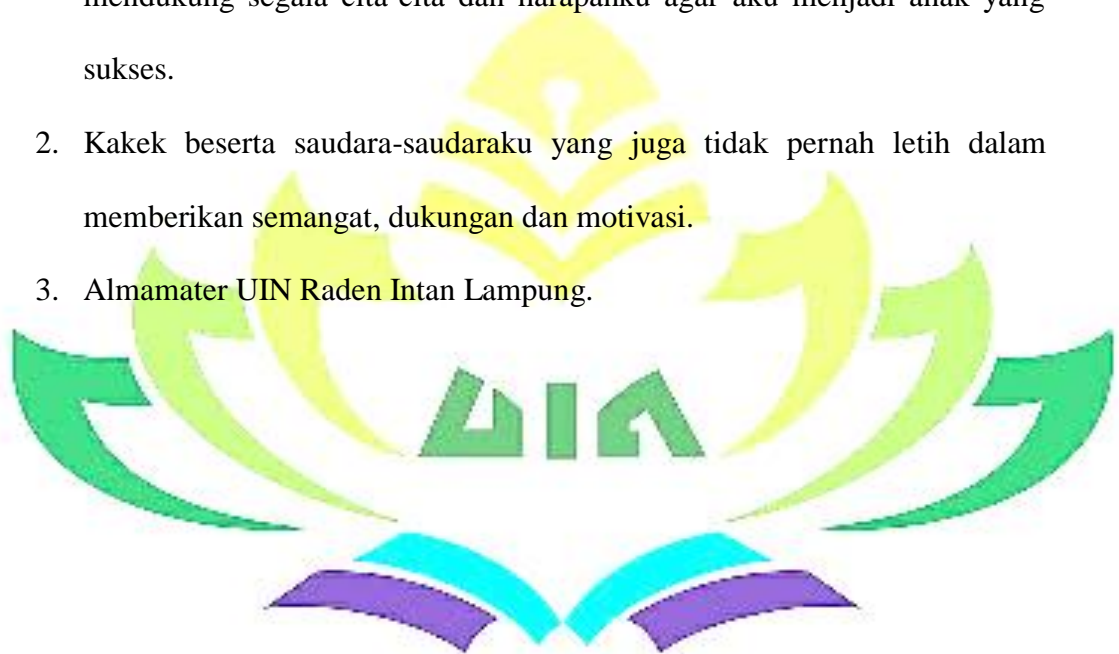 mendukung segala cita-cita dan harapanku agar aku menjadi anak yang
sukses.
2. Kakek beserta saudara-saudaraku yang juga tidak pernah letih dalam
memberikan semangat, dukungan dan motivasi.
3. Almamater UIN Raden Intan Lampung.
UIN